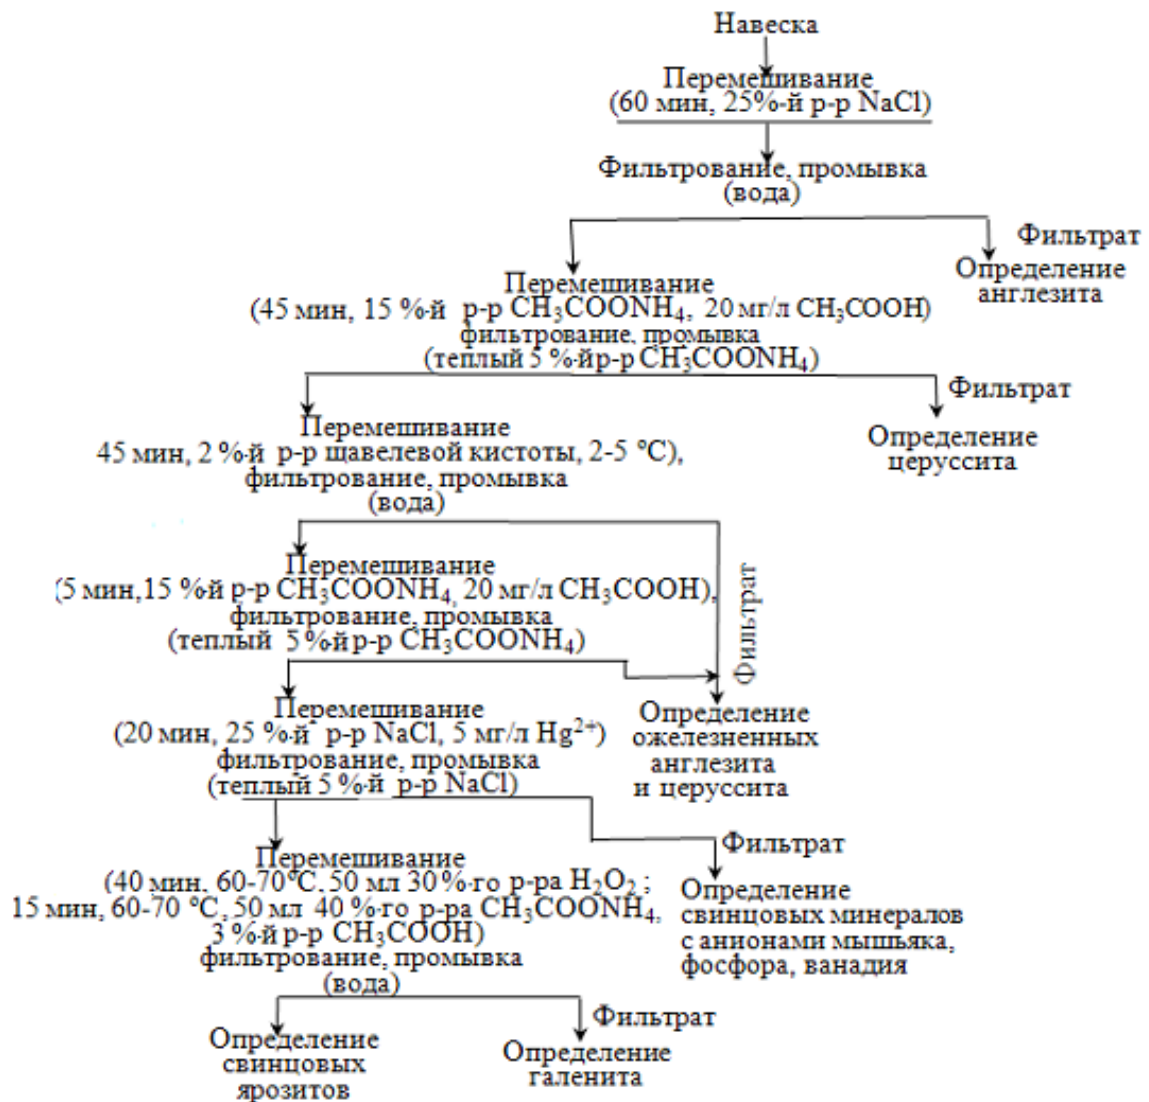 Навеска
Перемешивание
(60 мин, 25%-й р-р NaCl)
Фильтрование, промывка
(вода)
Фильтрат
Определение
англезита
Перемешивание
(45 мин, 15 %-й р-р CH₃COONH₄, 20 мг/л CH₃COOH)
фильтрование, промывка
(теплый 5 %-й р-р CH₃COONH₄)
Фильтрат
Определение
церуссита
Перемешивание
45 мин, 2 %-й р-р щавелевой кистоты, 2-5 °C),
фильтрование, промывка
(вода)
Фильтрат
Перемешивание
(5 мин,15 %-й р-р CH₃COONH₄, 20 мг/л CH₃COOH),
фильтрование, промывка
(теплый 5 %-й р-р CH₃COONH₄)
Определение
ожелезненных
англезита
и церуссита
Перемешивание
(20 мин, 25 %-й р-р NaCl, 5 мг/л Hg²⁺)
фильтрование, промывка
(теплый 5 %-й р-р NaCl)
Фильтрат
Определение
свинцовых минералов
с анионами мышьяка,
фосфора, ванадия
Перемешивание
(40 мин, 60-70°C, 50 мл 30 %-го р-ра H₂O₂ ;
15 мин, 60-70 °C, 50 мл 40 %-го р-ра CH₃COONH₄,
3 %-й р-р CH₃COOH)
фильтрование, промывка
(вода)
Фильтрат
Определение
свинцовых
ярозитов
Определение
галенита